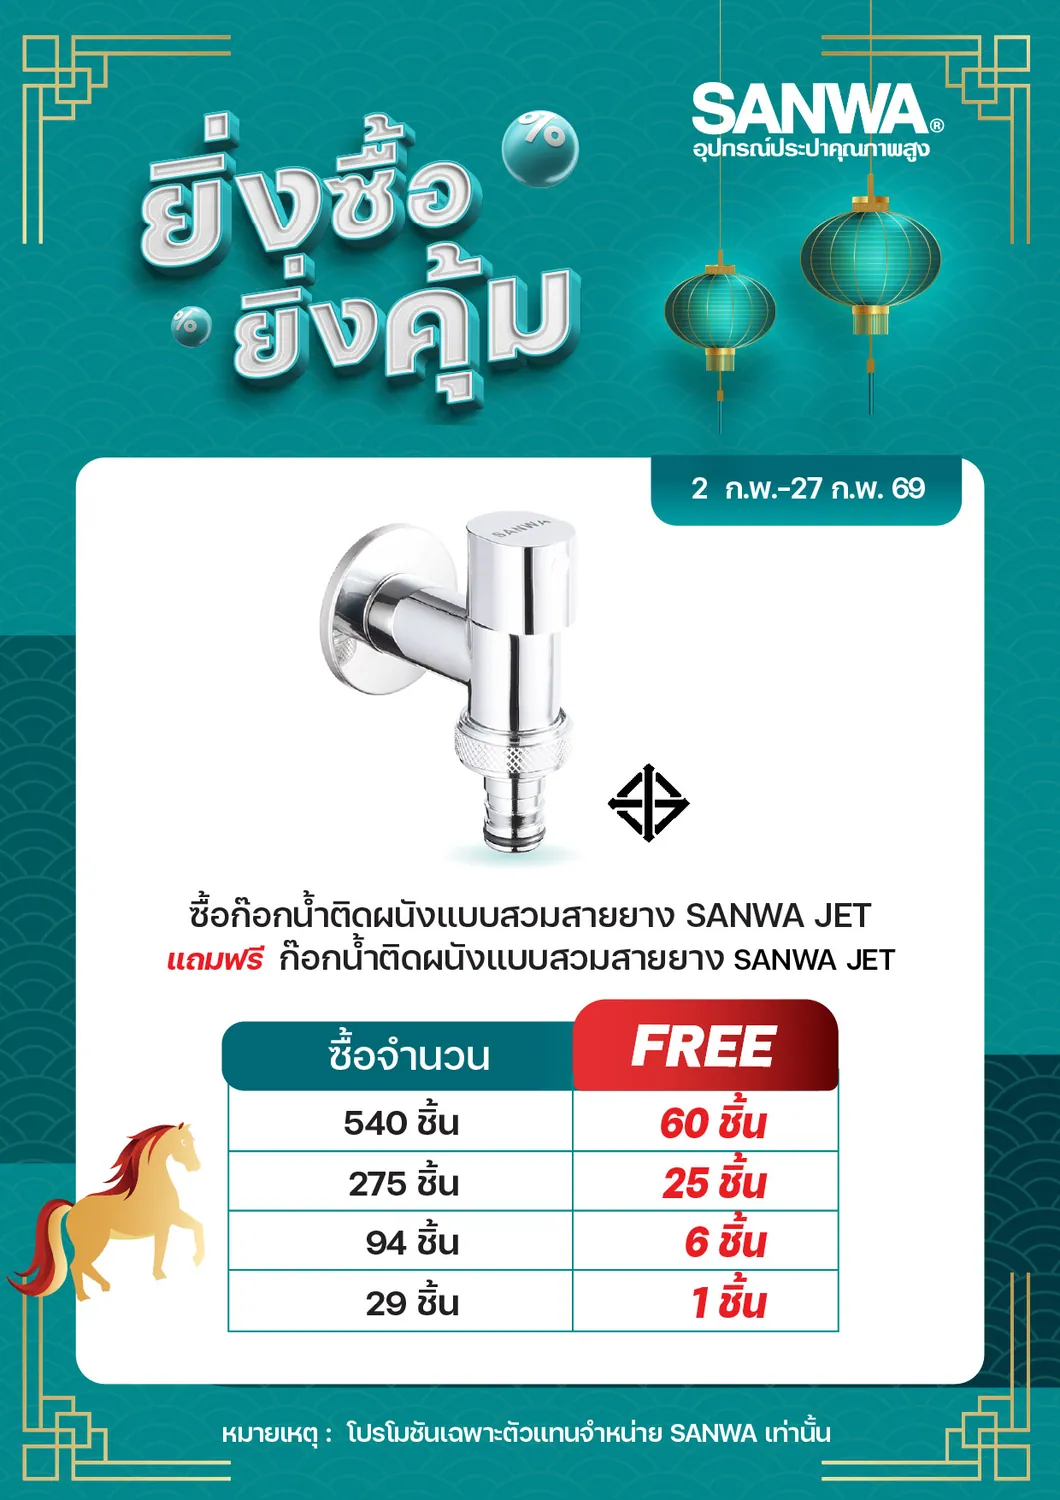 SANWA®
อุปกรณ์ประปาคุณภาพสูง
ยิ่งซื้อ
ยิ่งคุ้ม
%
%
2 ก.พ.-27 ก.พ. 69
SANWA
ซื้อก๊อกน้ำติดผนังแบบสวมสายยาง SANWA JET
แถมฟรี ก๊อกน้ำติดผนังแบบสวมสายยาง SANWA JET
ซื้อจำนวน FREE
540 ชิ้น 60 ชิ้น
275 ชิ้น 25 ชิ้น
94 ชิ้น 6 ชิ้น
29 ชิ้น 1 ชิ้น
หมายเหตุ : โปรโมชันเฉพาะตัวแทนจำหน่าย SANWA เท่านั้น